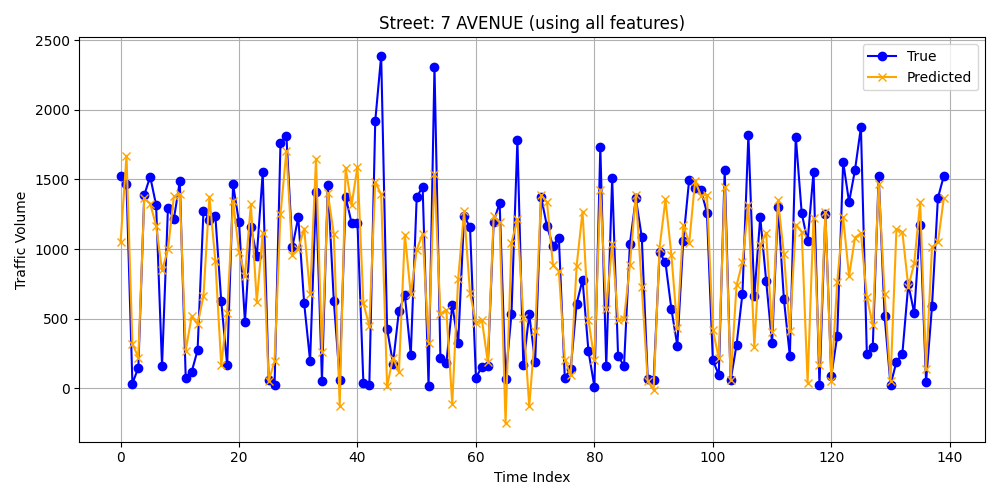 Street: 7 AVENUE (using all features)
True
Predicted
Traffic Volume
2500
2000
1500
1000
500
0
0 20 40 60 80 100 120 140
Time Index